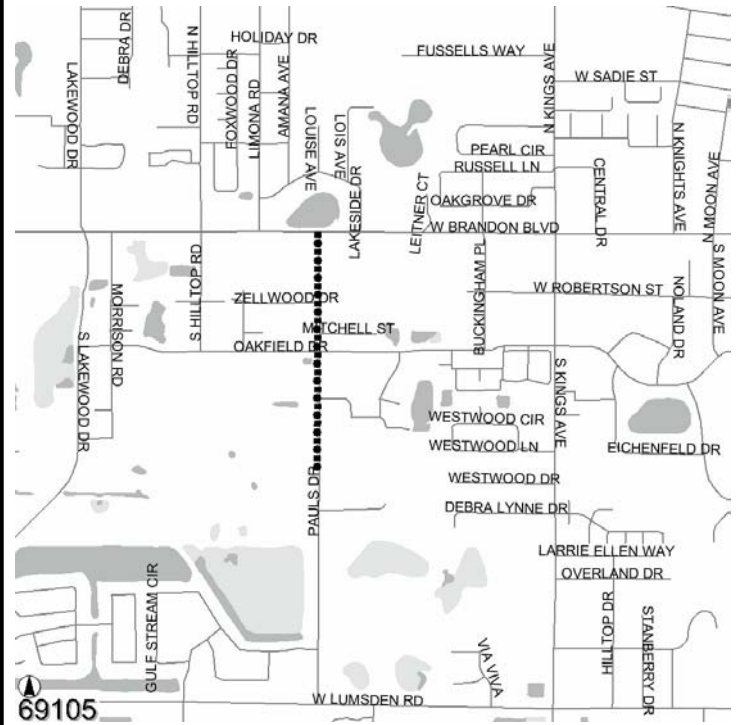 HOLIDAY DR
FUSSELLS WAY
DEBRA DR
N HILLTOP RD
FOXWOOD DR
LIMONA RD
AMANA AVE
LAKEWOOD DR
N KINGS AVE
W SADIE ST
LOUISE AVE
LOIS AVE
PEARL CIR
RUSSELL LN
CENTRAL DR
N KNIGHTS AVE
N MOON AVE
LAKESIDE DR
LEITNER CT
OAKGROVE DR
W BRANDON BLVD
S HILLTOP RD
MORRISON RD
S LAKEWOOD DR
ZELLWOOD DR
MITCHELL ST
OAKFIELD DR
BUCKINGHAM PL
W ROBERTSON ST
NOLAND DR
S MOON AVE
S KINGS AVE
WESTWOOD CIR
WESTWOOD LN
EICHENFELD DR
PAULS DR
WESTWOOD DR
DEBRA LYNNE DR
LARRIE ELLEN WAY
OVERLAND DR
GULF STREAM CIR
HILLTOP DR
STANBERRY DR
VIA VIVA
W LUMSDEN RD
69105